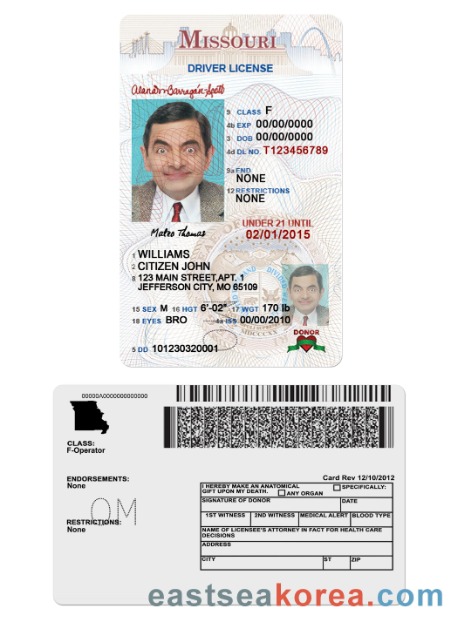 MISSOURI
DRIVER LICENSE
9 CLASS F
4b EXP 00/00/0000
3 DOB 00/00/0000
4d DL NO. T123456789
9a END
NONE
12 RESTRICTIONS
NONE
Mateo Thomas
UNDER 21 UNTIL
02/01/2015
1 WILLIAMS
2 CITIZEN JOHN
8 123 MAIN STREET,APT. 1
JEFFERSON CITY, MO 65109
15 SEX M 16 HGT 6'-02" 17 WGT 170 lb
18 EYES BRO 4a ISS 00/00/2010
DONOR
5 DD 101230320001
00000A0000000000000
CLASS:
F-Operator
Card Rev 12/10/2012
ENDORSEMENTS:
None
I HEREBY MAKE AN ANATOMICAL
GIFT UPON MY DEATH. ANY ORGAN SPECIFICALLY:
SIGNATURE OF DONOR DATE
OM
RESTRICTIONS:
None
1ST WITNESS 2ND WITNESS MEDICAL ALERT BLOOD TYPE
NAME OF LICENSEE'S ATTORNEY IN FACT FOR HEALTH CARE
DECISIONS
ADDRESS
CITY ST ZIP
eastseakorea.com